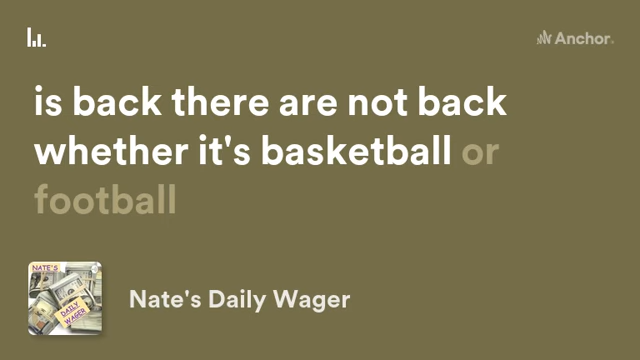 Anchor
is back there are not back
whether it's basketball or
football
NATE'S
DAILY
WAGER
Nate's Daily Wager